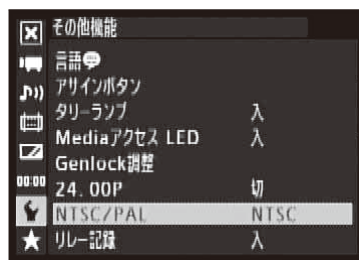 その他機能
言語
アサインボタン
タリーランプ 入
Mediaアクセス LED 入
Genlock調整
24.00P 切
NTSC/PAL NTSC
リレー記録 入
00:00